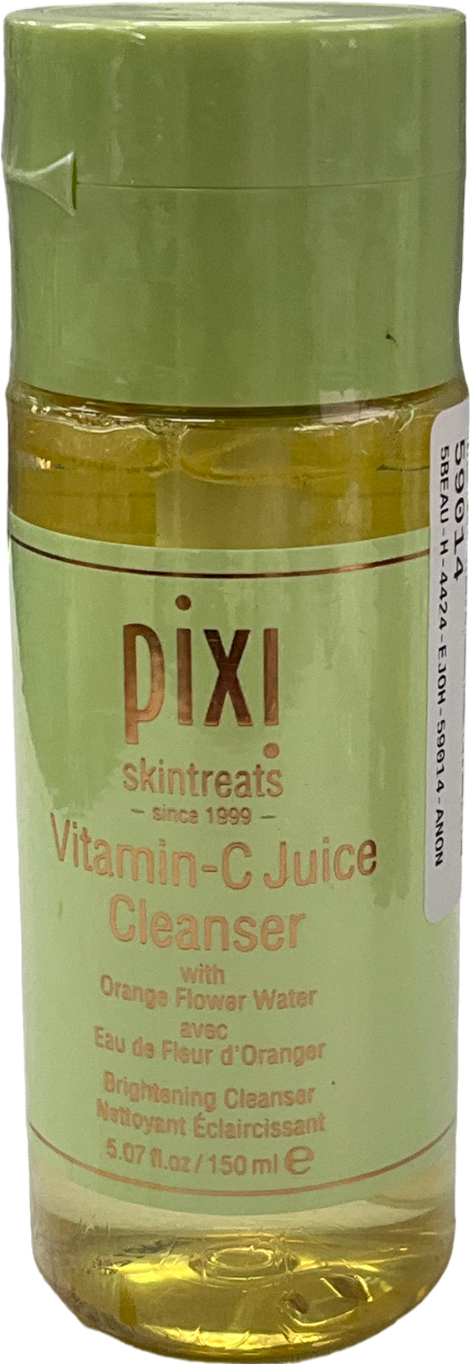 pixi
skintreats
– since 1999 –
Vitamin-C Juice
Cleanser
with
Orange Flower Water
avec
Eau de Fleur d'Oranger
Brightening Cleanser
Nettoyant Éclaircissant
5.07 fl.oz / 150 ml e
59014
5BEAU-H-4424-EJOH-59014-ANON